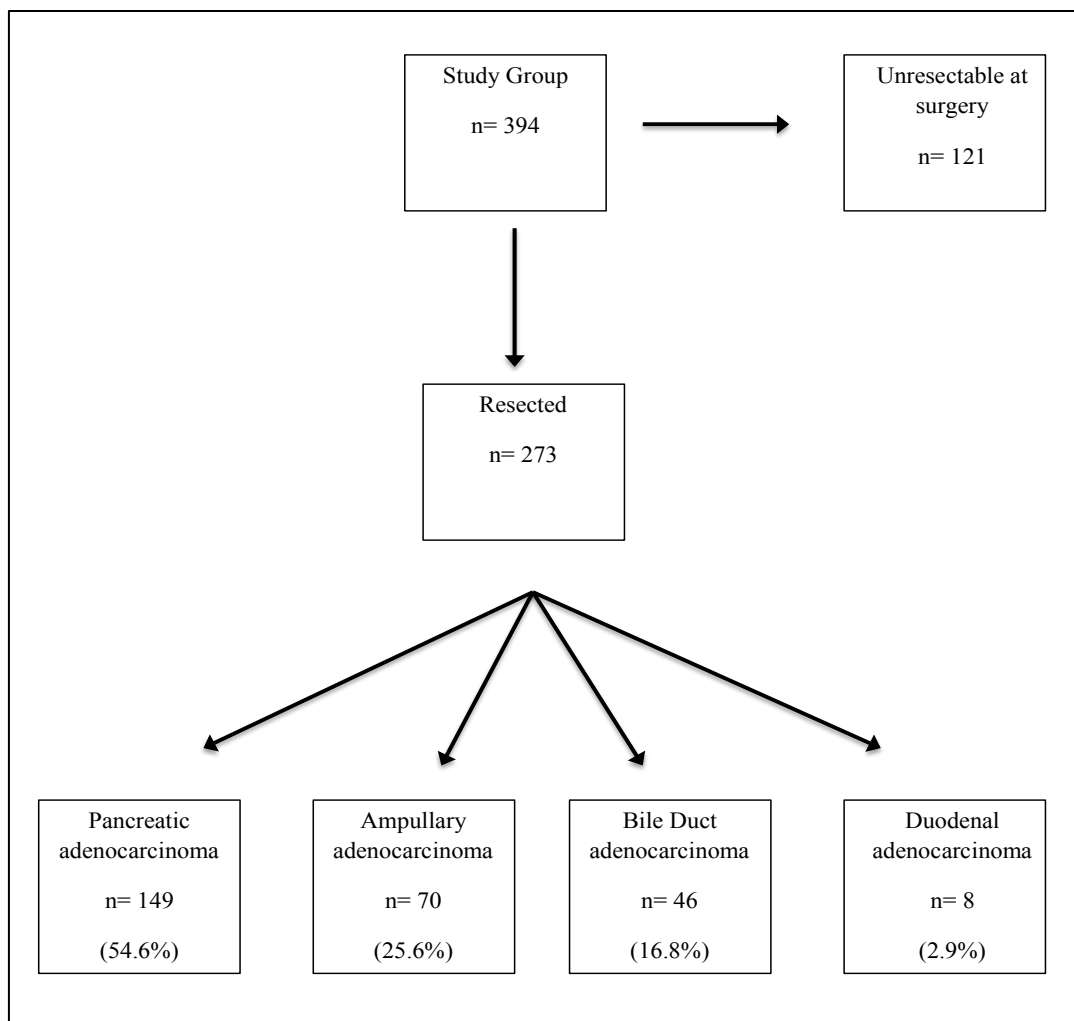 Study Group
n= 394
Unresectable at
surgery
n= 121
Resected
n= 273
Pancreatic
adenocarcinoma
n= 149
(54.6%)
Ampullary
adenocarcinoma
n= 70
(25.6%)
Bile Duct
adenocarcinoma
n= 46
(16.8%)
Duodenal
adenocarcinoma
n= 8
(2.9%)